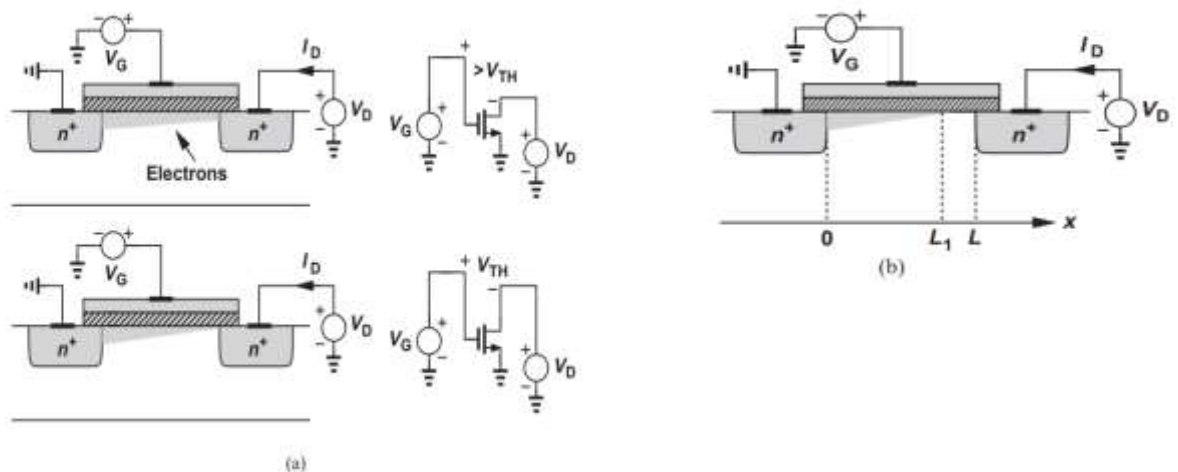 V_G
I_D
V_D
n+
n+
Electrons
>V_TH
V_G
V_D
V_G
I_D
V_D
n+
n+
V_TH
V_G
V_D
(a)
V_G
I_D
V_D
n+
n+
0
L_1
L
x
(b)